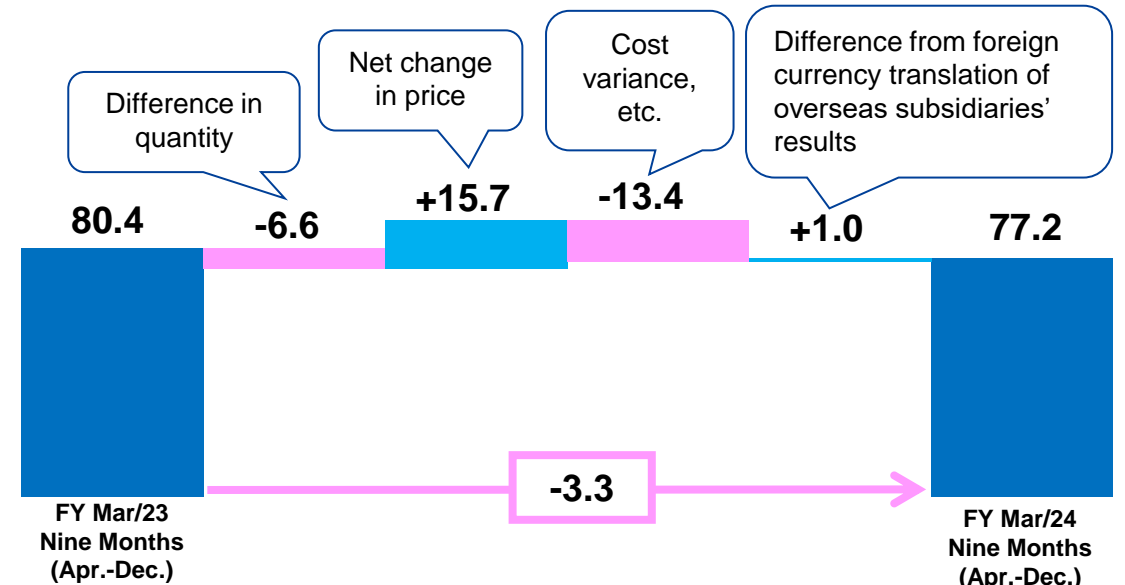 Difference in
quantity
Net change
in price
Cost
variance,
etc.
Difference from foreign
currency translation of
overseas subsidiaries’
results
80.4
-6.6
+15.7
-13.4
+1.0
77.2
-3.3
FY Mar/23
Nine Months
(Apr.-Dec.)
FY Mar/24
Nine Months
(Apr.-Dec.)